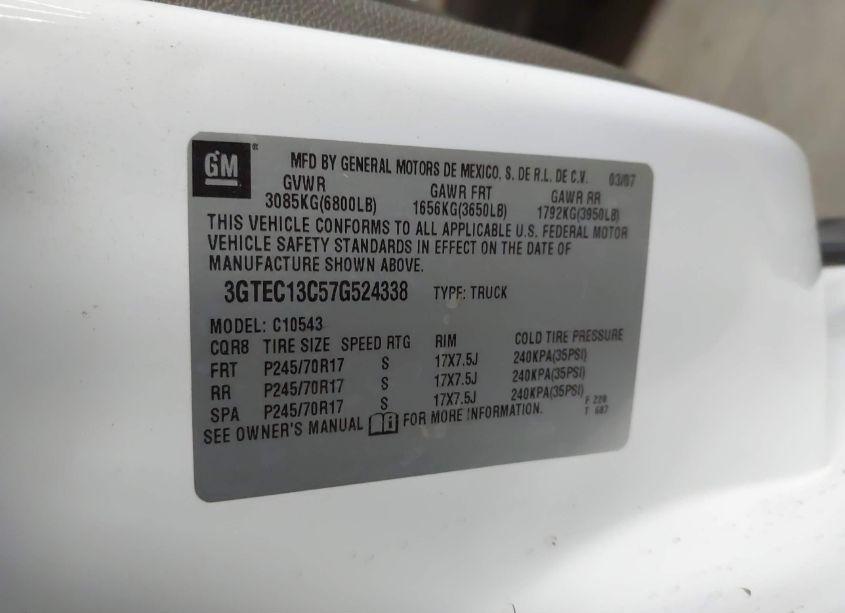 GM ® MFD BY GENERAL MOTORS DE MEXICO, S. DE R.L. DE C.V. 03/07
GVWR GAWR FRT GAWR RR
3085KG(6800LB) 1656KG(3650LB) 1792KG(3950LB)
THIS VEHICLE CONFORMS TO ALL APPLICABLE U.S. FEDERAL MOTOR
VEHICLE SAFETY STANDARDS IN EFFECT ON THE DATE OF
MANUFACTURE SHOWN ABOVE.
3GTEC13C57G524338 TYPE: TRUCK
MODEL: C10543
CQR8 TIRE SIZE SPEED RTG RIM COLD TIRE PRESSURE
FRT P245/70R17 S 17X7.5J 240KPA(35PSI)
RR P245/70R17 S 17X7.5J 240KPA(35PSI)
SPA P245/70R17 S 17X7.5J 240KPA(35PSI)
SEE OWNER'S MANUAL i FOR MORE INFORMATION.
F 220
T 607